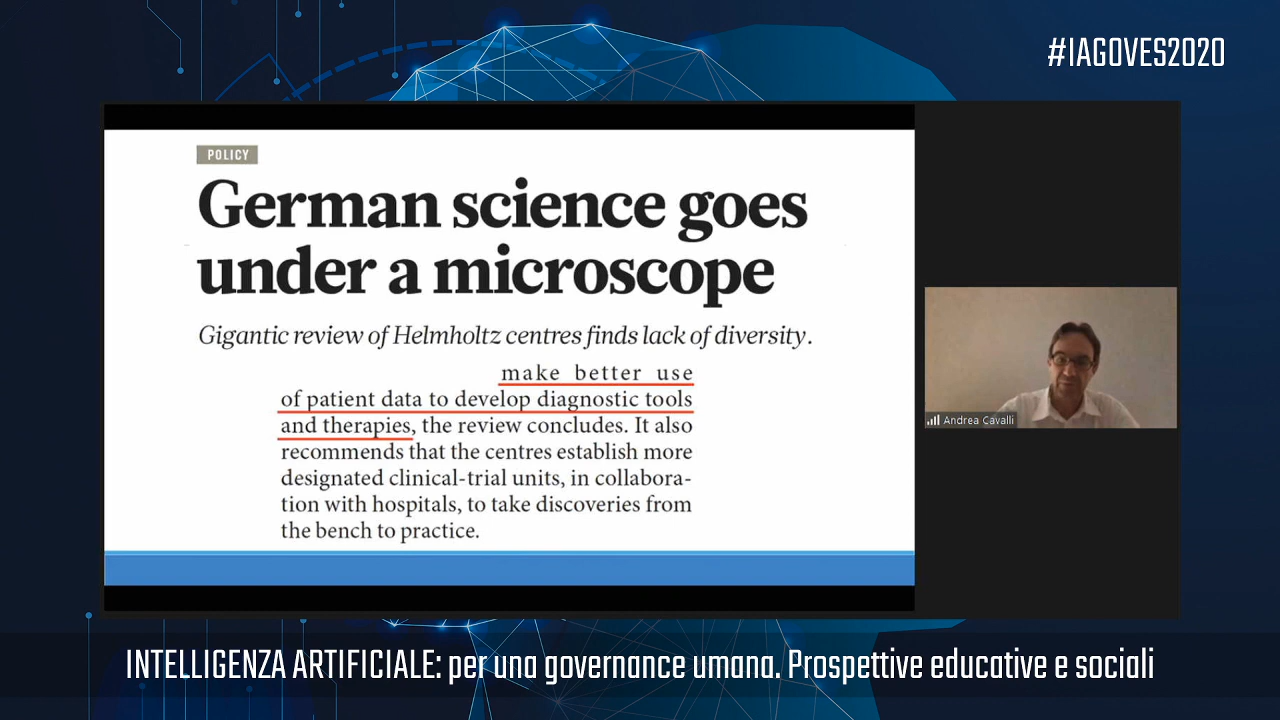 #IAGOVES2020
POLICY
German science goes
under a microscope
Gigantic review of Helmholtz centres finds lack of diversity.
make better use
of patient data to develop diagnostic tools
and therapies, the review concludes. It also
recommends that the centres establish more
designated clinical-trial units, in collabora-
tion with hospitals, to take discoveries from
the bench to practice.
Andrea Cavalli
INTELLIGENZA ARTIFICIALE: per una governance umana. Prospettive educative e sociali